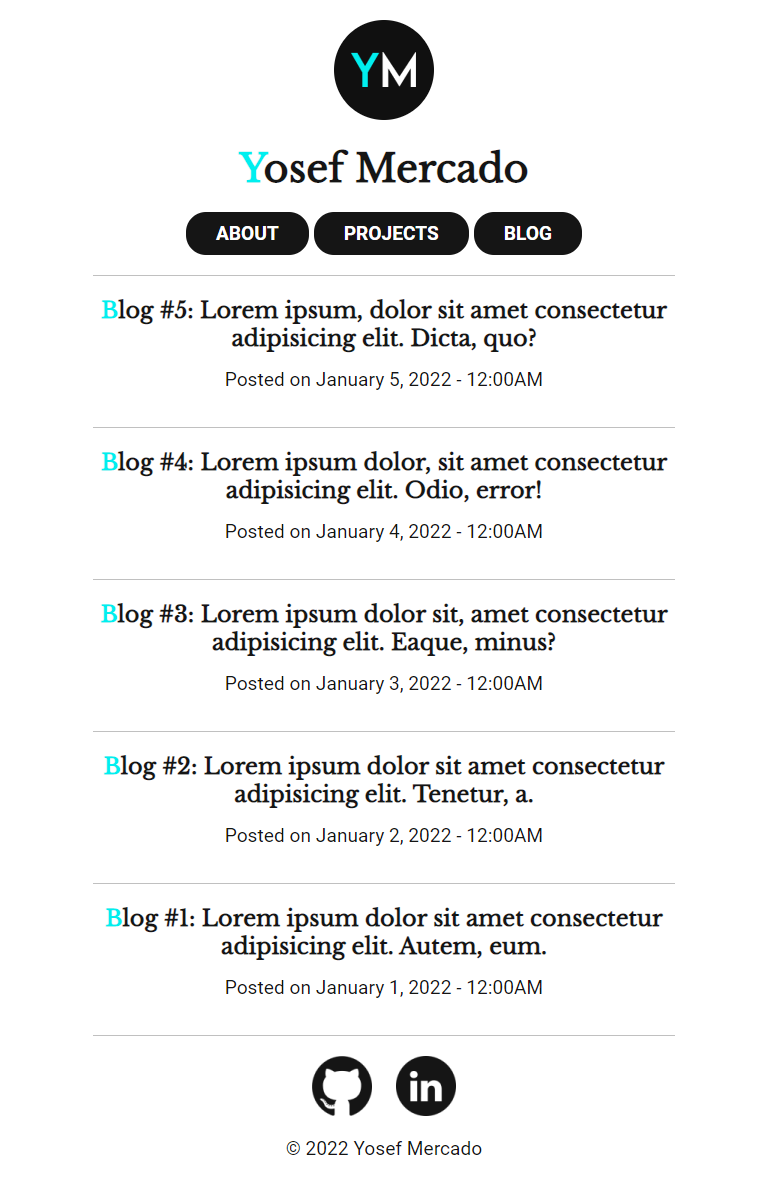 YM
Yosef Mercado
ABOUT PROJECTS BLOG
Blog #5: Lorem ipsum, dolor sit amet consectetur
adipisicing elit. Dicta, quo?
Posted on January 5, 2022 - 12:00AM
Blog #4: Lorem ipsum dolor, sit amet consectetur
adipisicing elit. Odio, error!
Posted on January 4, 2022 - 12:00AM
Blog #3: Lorem ipsum dolor sit, amet consectetur
adipisicing elit. Eaque, minus?
Posted on January 3, 2022 - 12:00AM
Blog #2: Lorem ipsum dolor sit amet consectetur
adipisicing elit. Tenetur, a.
Posted on January 2, 2022 - 12:00AM
Blog #1: Lorem ipsum dolor sit amet consectetur
adipisicing elit. Autem, eum.
Posted on January 1, 2022 - 12:00AM
in
© 2022 Yosef Mercado